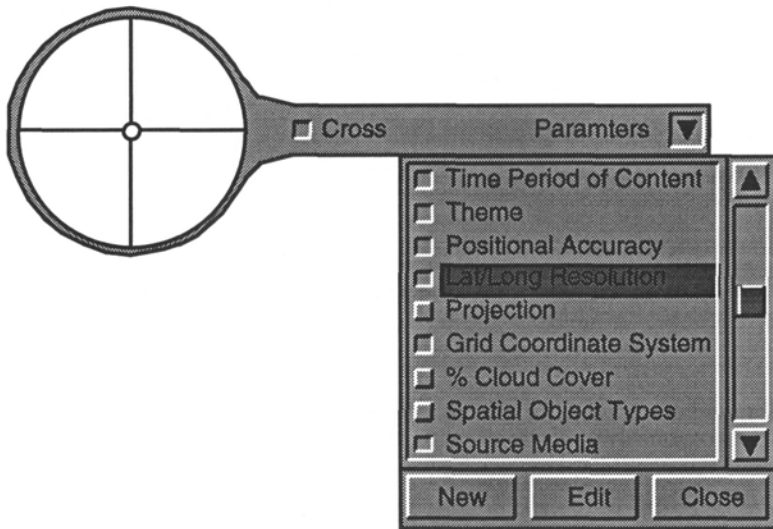 Cross Paramters
Time Period of Content
Theme
Positional Accuracy
Lat/Long Resolution
Projection
Grid Coordinate System
% Cloud Cover
Spatial Object Types
Source Media
New Edit Close